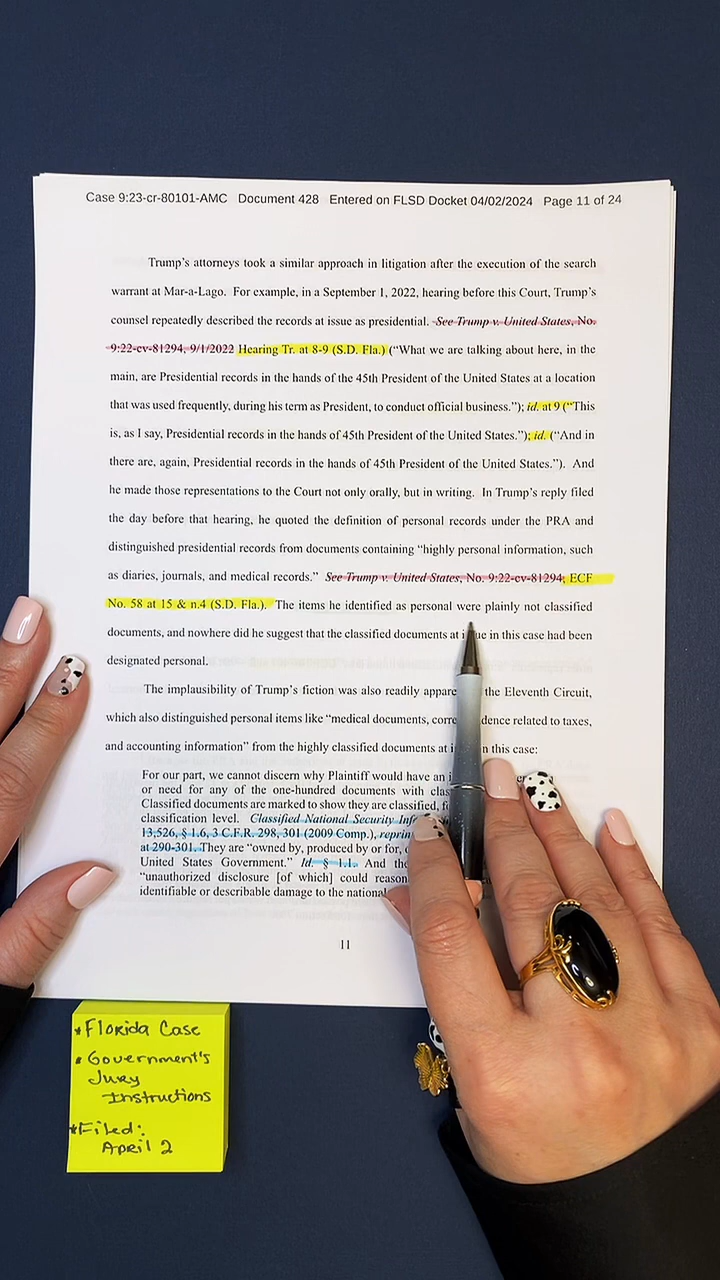 Case 9:23-cr-80101-AMC Document 428 Entered on FLSD Docket 04/02/2024 Page 11 of 24
Trump's attorneys took a similar approach in litigation after the execution of the search
warrant at Mar-a-Lago. For example, in a September 1, 2022, hearing before this Court, Trump's
counsel repeatedly described the records at issue as presidential. See Trump v. United States, No.
9:22-cv-81294, 9/1/2022 Hearing Tr. at 8-9 (S.D. Fla.) (“What we are talking about here, in the
main, are Presidential records in the hands of the 45th President of the United States at a location
that was used frequently, during his term as President, to conduct official business.”); id. at 9 (“This
is, as I say, Presidential records in the hands of 45th President of the United States.”); id. (“And in
there are, again, Presidential records in the hands of 45th President of the United States.”). And
he made those representations to the Court not only orally, but in writing. In Trump's reply filed
the day before that hearing, he quoted the definition of personal records under the PRA and
distinguished presidential records from documents containing “highly personal information, such
as diaries, journals, and medical records.” See Trump v. United States, No. 9:22-cv-81294; ECF
No. 58 at 15 & n.4 (S.D. Fla.). The items he identified as personal were plainly not classified
documents, and nowhere did he suggest that the classified documents at in this case had been
designated personal.
The implausibility of Trump's fiction was also readily the Eleventh Circuit,
which also distinguished personal items like “medical documents, related to taxes,
and accounting information” from the highly classified documents at in this case:
For our part, we cannot discern why Plaintiff would have an
or need for any of the one-hundred documents with
Classified documents are marked to show they are classified,
classification level. Classified National Security
13,526, § 1.6, 3 C.F.R. 298, 301 (2009 Comp.),
at 290-301. They are “owned by, produced by or for,
United States Government.” Id. § 1.1. And
“unauthorized disclosure [of which] could
identifiable or describable damage to the national
11
*Florida Case
* Government's
Jury
Instructions
*Filed:
April 2